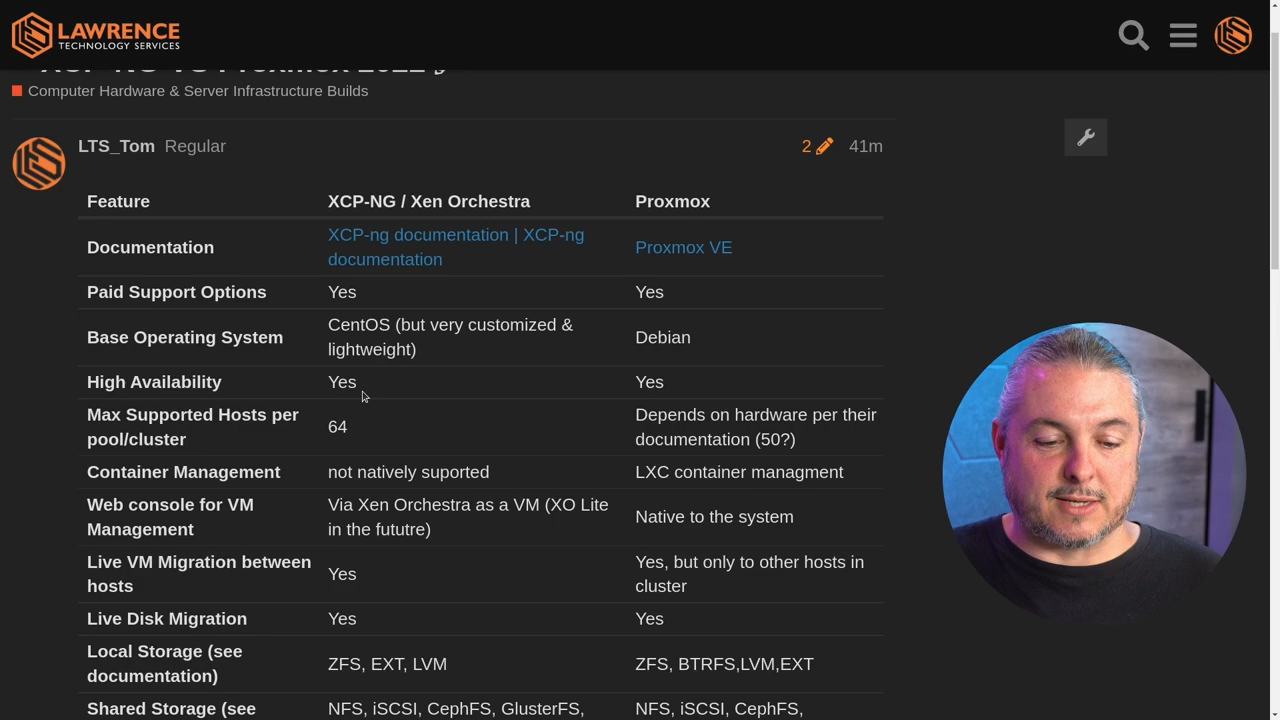 LAWRENCE
TECHNOLOGY SERVICES
XCP-NG VS Proxmox 2022
Computer Hardware & Server Infrastructure Builds
LTS_Tom Regular 2 41m
Feature XCP-NG / Xen Orchestra Proxmox
Documentation XCP-ng documentation | XCP-ng documentation Proxmox VE
Paid Support Options Yes Yes
Base Operating System CentOS (but very customized & lightweight) Debian
High Availability Yes Yes
Max Supported Hosts per pool/cluster 64 Depends on hardware per their documentation (50?)
Container Management not natively suported LXC container managment
Web console for VM Management Via Xen Orchestra as a VM (XO Lite in the fututre) Native to the system
Live VM Migration between hosts Yes Yes, but only to other hosts in cluster
Live Disk Migration Yes Yes
Local Storage (see documentation) ZFS, EXT, LVM ZFS, BTRFS,LVM,EXT
Shared Storage (see NFS, iSCSI, CephFS, GlusterFS, NFS, iSCSI, CephFS,